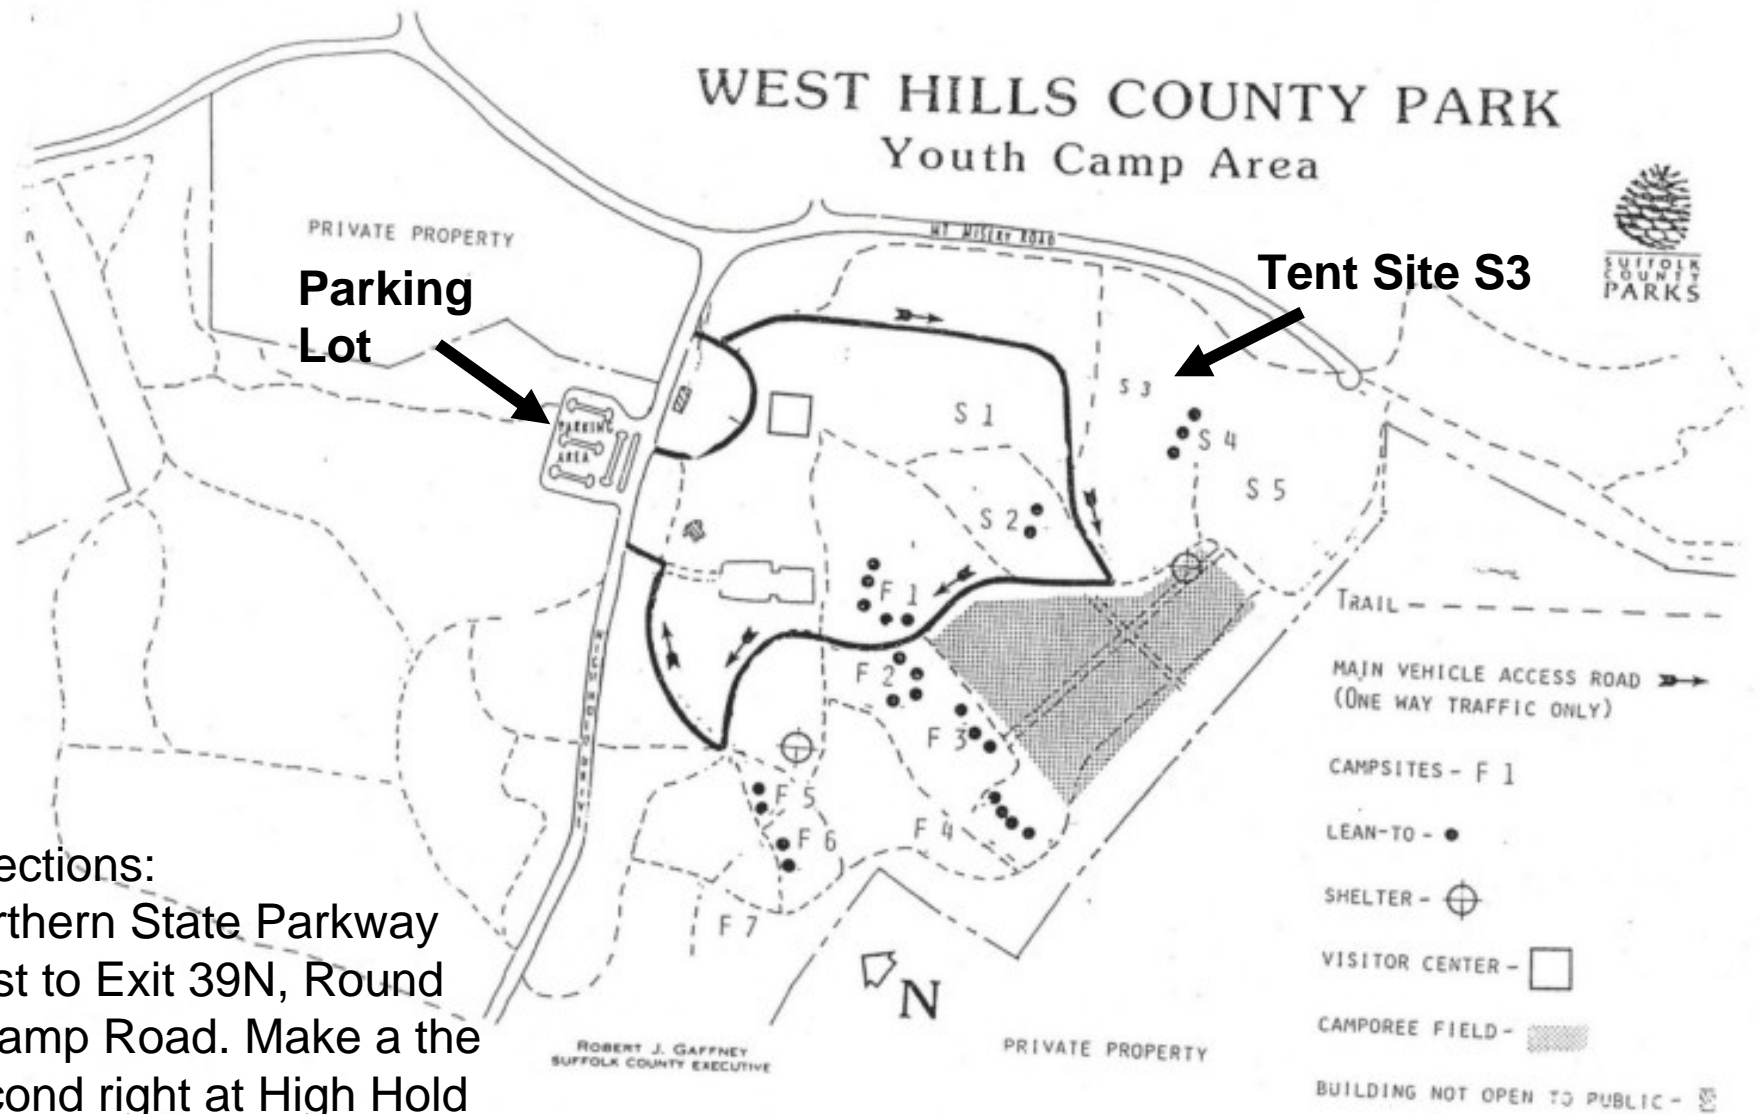 WEST HILLS COUNTY PARK
Youth Camp Area
SUFFOLK
COUNTY
PARKS
PRIVATE PROPERTY
MT MISERY ROAD
Parking
Lot
Tent Site S3
PARKING
AREA
S 1
S 2
S 3
S 4
S 5
F 1
F 2
F 3
F 4
F 5
F 6
F 7
TRAIL
MAIN VEHICLE ACCESS ROAD
(ONE WAY TRAFFIC ONLY)
CAMPSITES - F 1
LEAN-TO -
SHELTER -
VISITOR CENTER -
CAMPOREE FIELD -
BUILDING NOT OPEN TO PUBLIC -
N
PRIVATE PROPERTY
ROBERT J. GAFFNEY
SUFFOLK COUNTY EXECUTIVE
ections:
rthern State Parkway
st to Exit 39N, Round
amp Road. Make a the
cond right at High Hold